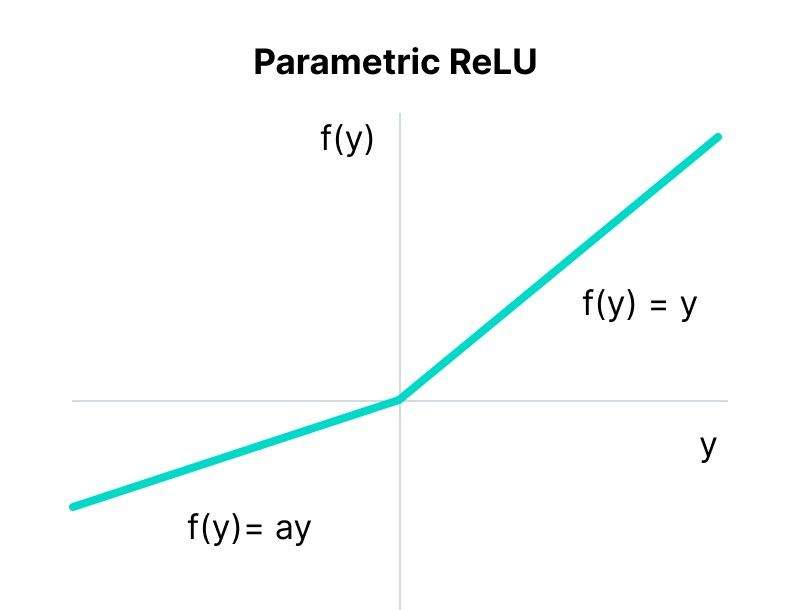 Parametric ReLU
f(y)
f(y) = y
y
f(y)= ay